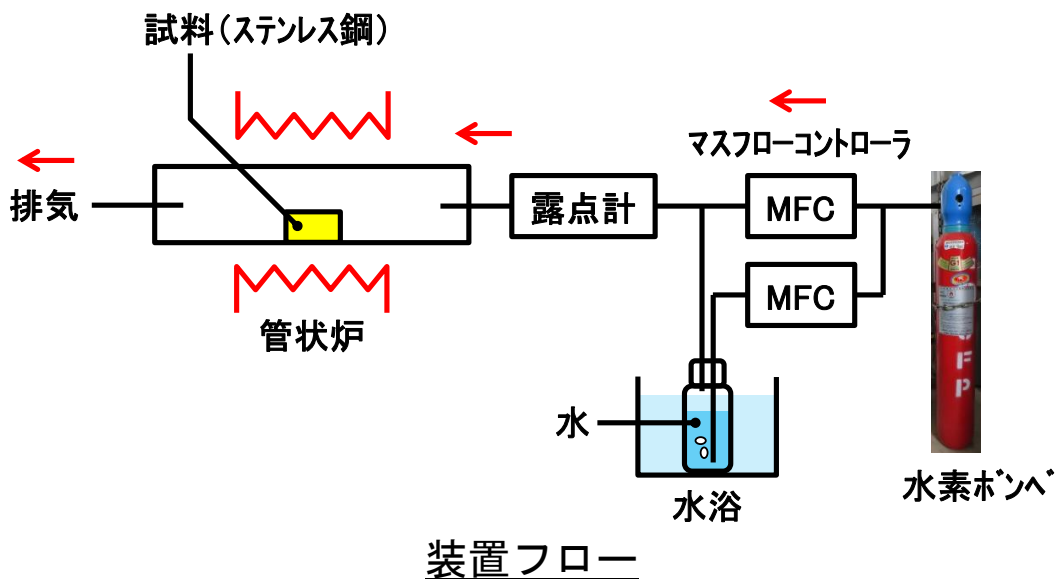 試料(ステンレス鋼)
マスフローコントローラ
排気
露点計
MFC
MFC
管状炉
水
水浴
水素ボンベ
UFP
装置フロー